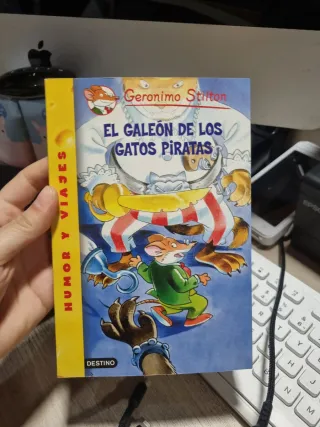 Geronimo Stilton
EL GALEÓN DE LOS
GATOS PIRATAS
HUMOR Y VIAJES
DESTINO